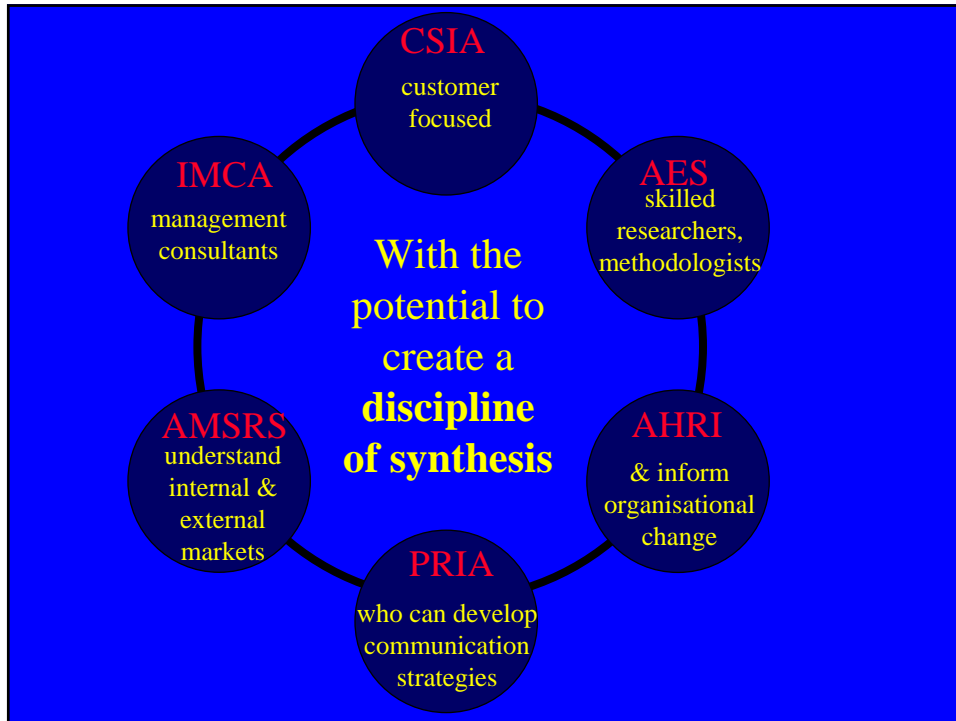 CSIA
customer
focused
IMCA
management
consultants
AES
skilled
researchers,
methodologists
With the
potential to
create a
discipline
of synthesis
AMSRS
understand
internal &
external
markets
AHRI
& inform
organisational
change
PRIA
who can develop
communication
strategies